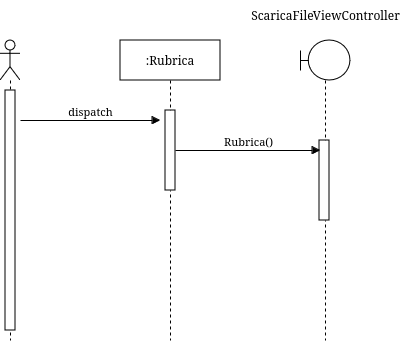 ScaricaFileViewController
:Rubrica
dispatch
Rubrica()